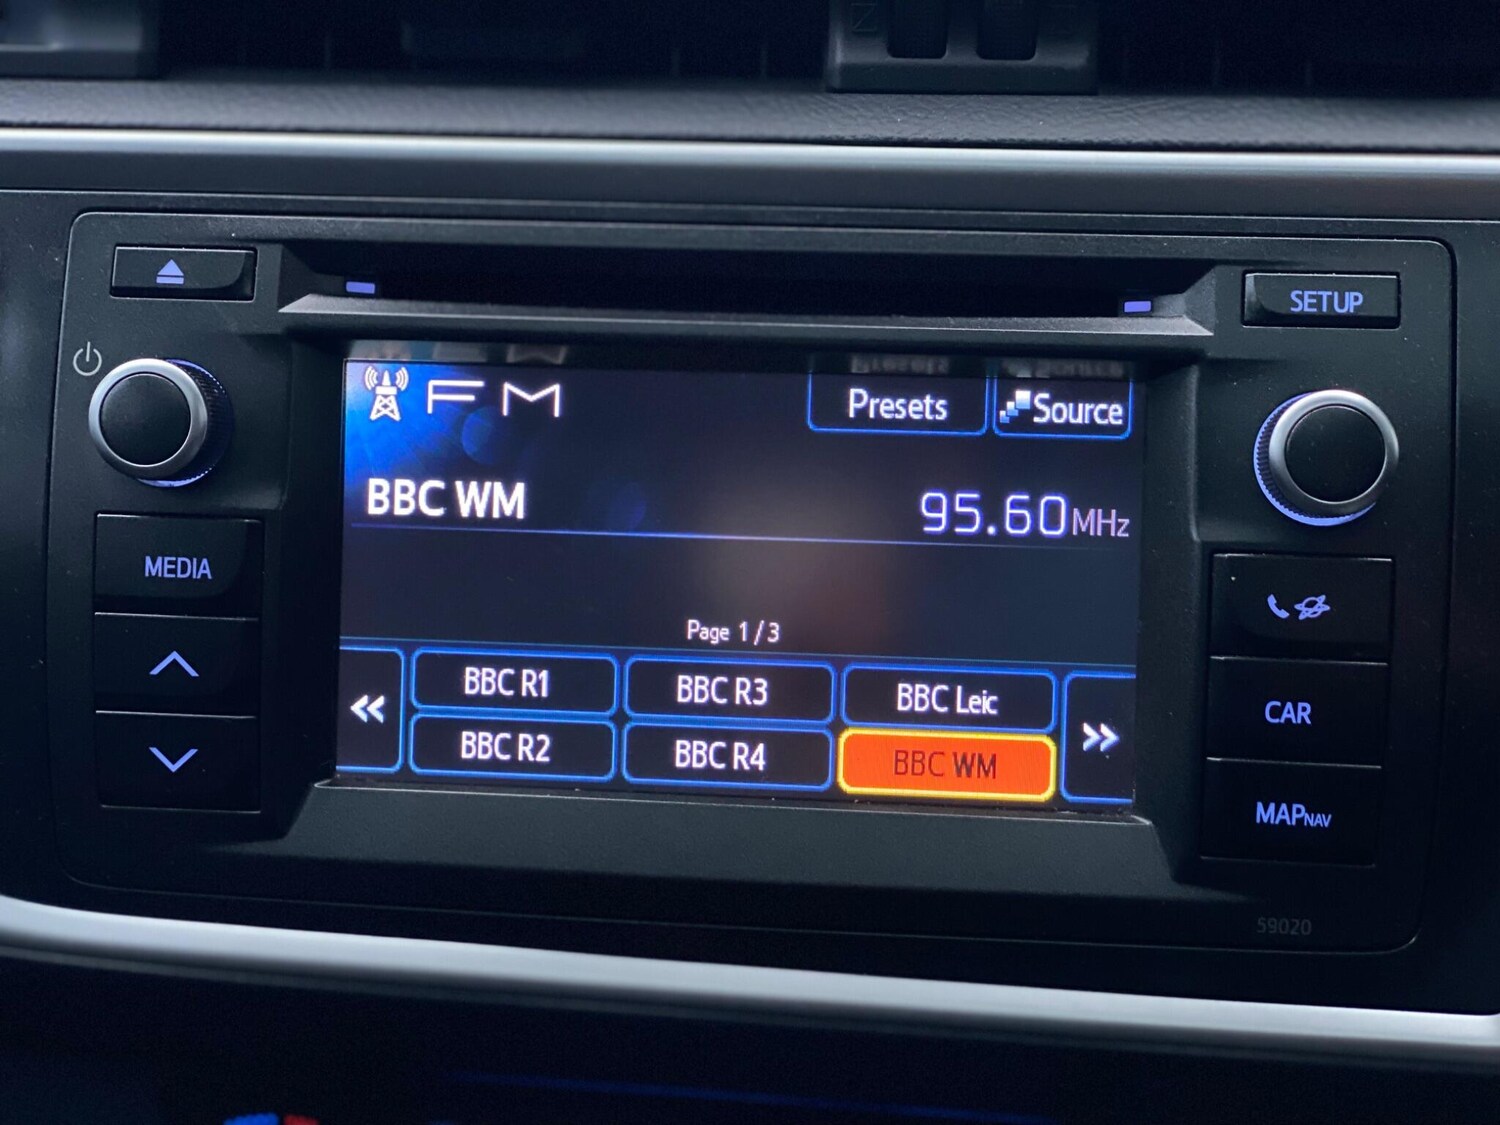 SETUP
FM
Presets
Source
BBC WM
95.60MHz
MEDIA
Page 1/3
BBC R1
BBC R3
BBC Leic
BBC R2
BBC R4
BBC WM
CAR
MAPNAV
59020